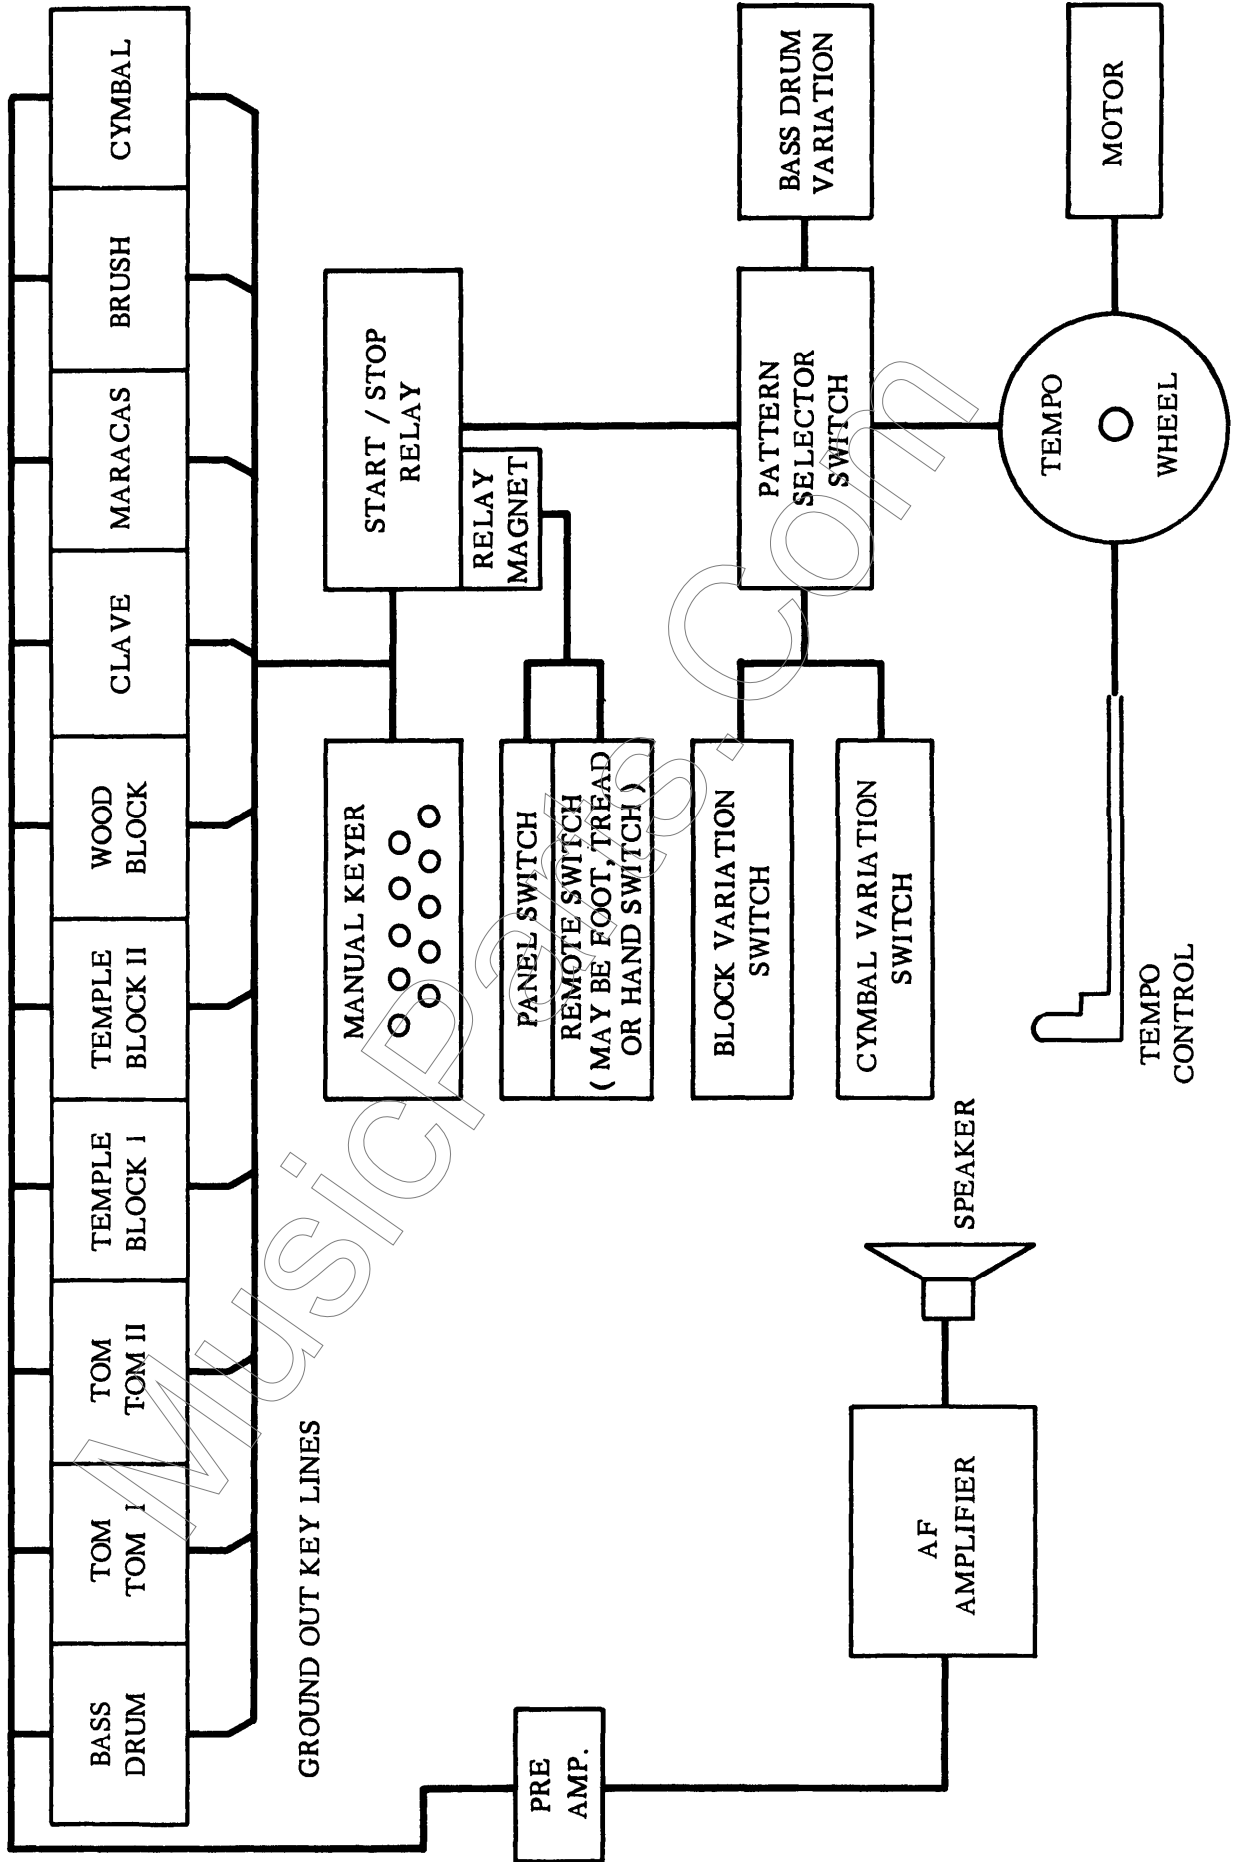 BASS
DRUM
TOM
TOM I
TOM
TOM II
TEMPLE
BLOCK I
TEMPLE
BLOCK II
WOOD
BLOCK
CLAVE
MARACAS
BRUSH
CYMBAL
GROUND OUT KEY LINES
MANUAL KEYER
START / STOP
RELAY
RELAY
MAGNET
PANEL SWITCH
REMOTE SWITCH
( MAY BE FOOT, TREAD
OR HAND SWITCH )
PRE
AMP.
BLOCK VARIATION
SWITCH
PATTERN
SELECTOR
SWITCH
BASS DRUM
VARIATION
CYMBAL VARIATION
SWITCH
AF
AMPLIFIER
SPEAKER
TEMPO
CONTROL
TEMPO
WHEEL
MOTOR
MusicParts.Com